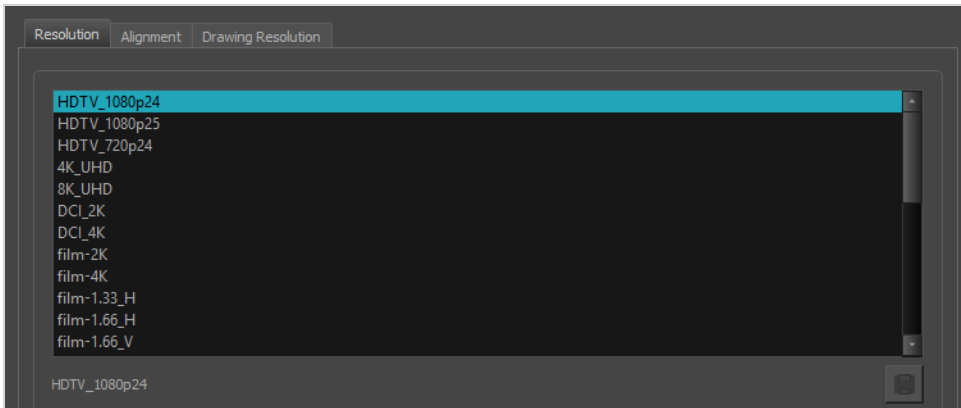 Resolution Alignment Drawing Resolution
HDTV_1080p24
HDTV_1080p25
HDTV_720p24
4K_UHD
8K_UHD
DCI_2K
DCI_4K
film-2K
film-4K
film-1.33_H
film-1.66_H
film-1.66_V
HDTV_1080p24